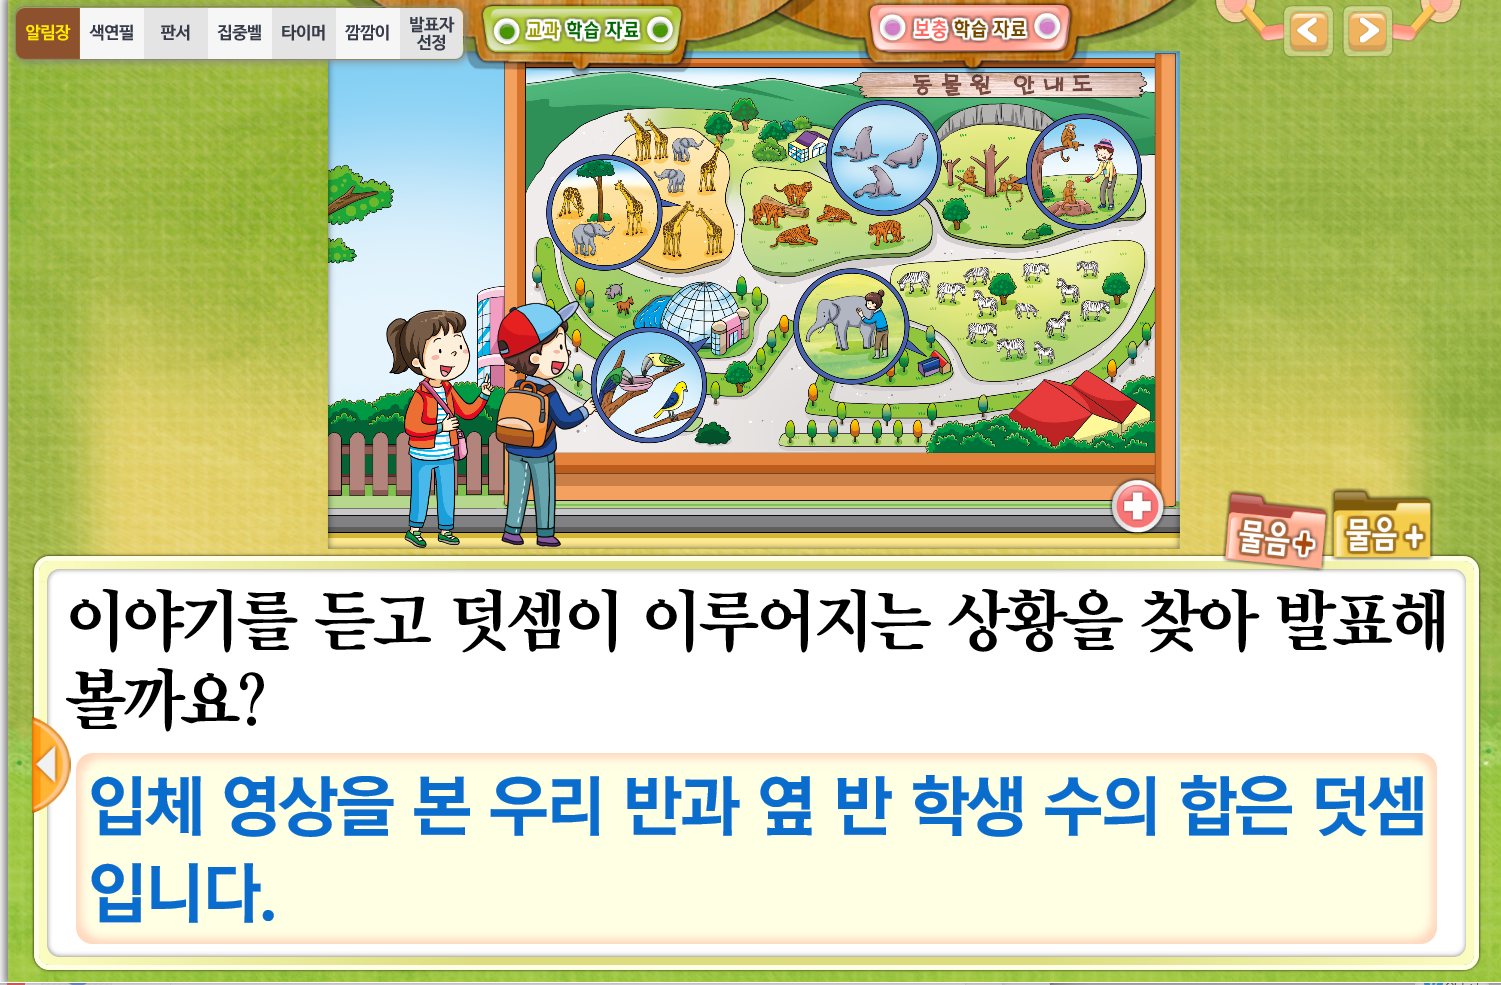 알림장 색연필 판서 집중벨 타이머 깜깜이 발표자 선정
교과 학습 자료
보충 학습 자료
동물원 안내도
물음+ 물음+
이야기를 듣고 덧셈이 이루어지는 상황을 찾아 발표해
볼까요?
입체 영상을 본 우리 반과 옆 반 학생 수의 합은 덧셈
입니다.